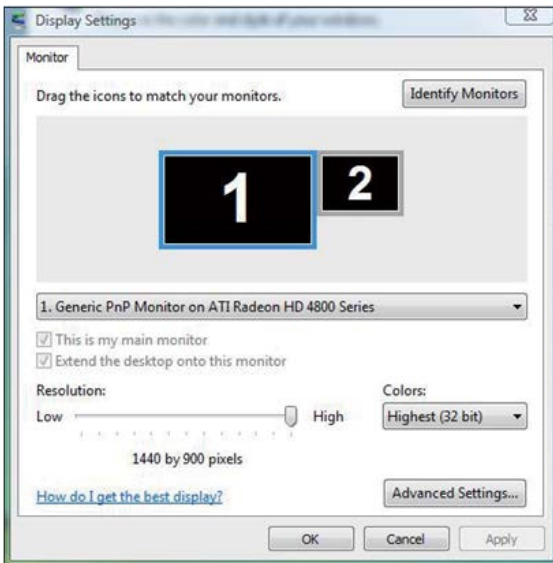 Display Settings
Monitor
Drag the icons to match your monitors.
Identify Monitors
1
2
1. Generic PnP Monitor on ATI Radeon HD 4800 Series
This is my main monitor
Extend the desktop onto this monitor
Resolution:
Colors:
Low
High
Highest (32 bit)
1440 by 900 pixels
How do I get the best display?
Advanced Settings...
OK
Cancel
Apply